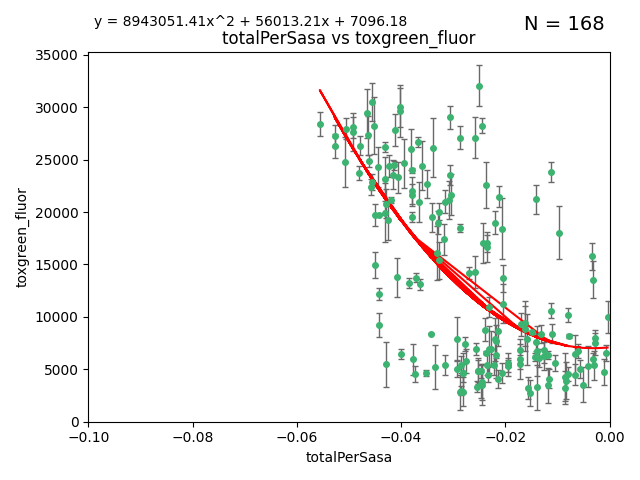 y = 8943051.41x^2 + 56013.21x + 7096.18
N = 168
totalPerSasa vs toxgreen_fluor
35000
30000
25000
20000
15000
10000
5000
0
toxgreen_fluor
−0.10
−0.08
−0.06
−0.04
−0.02
0.00
totalPerSasa